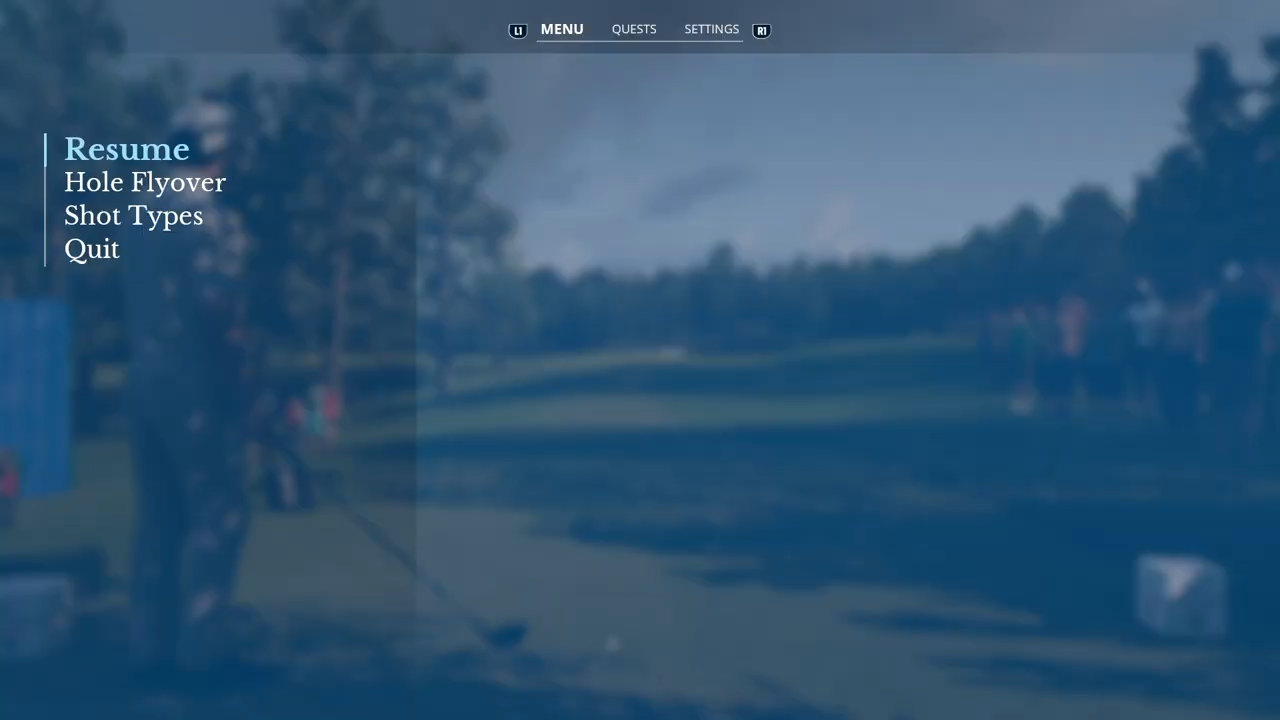 L1 MENU QUESTS SETTINGS R1
Resume
Hole Flyover
Shot Types
Quit